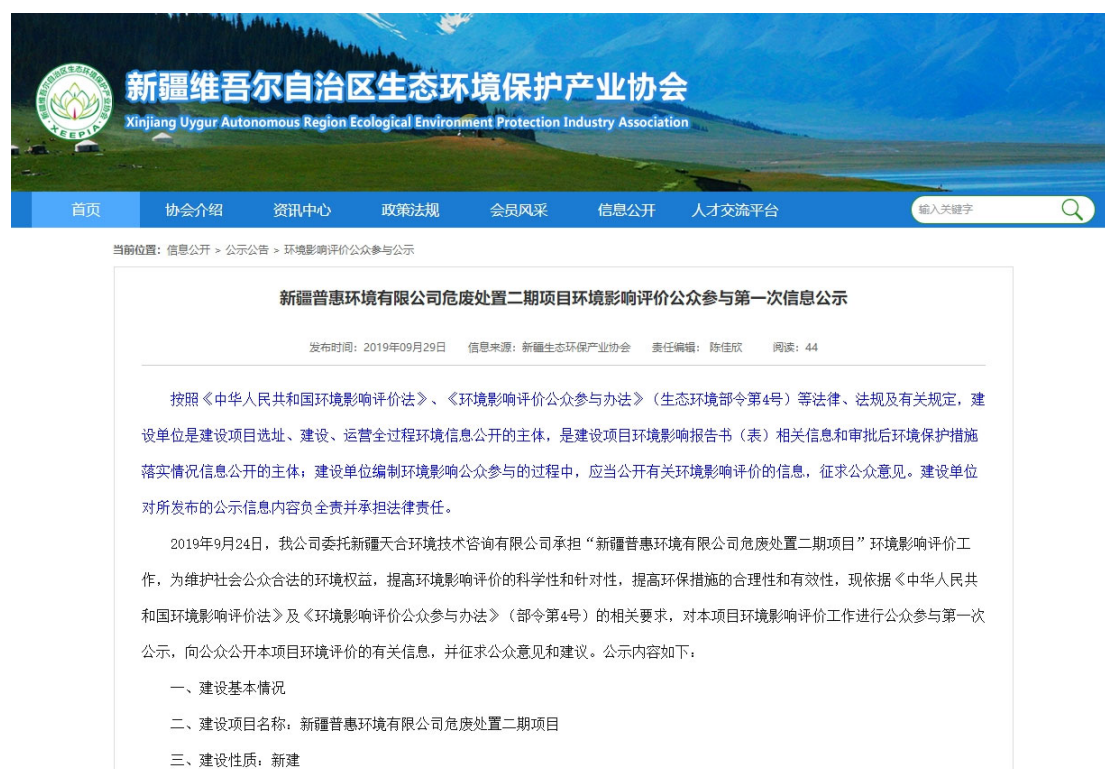 新疆维吾尔自治区生态环境保护产业协会
Xinjiang Uygur Autonomous Region Ecological Environment Protection Industry Association
XEEPIA
首页 协会介绍 资讯中心 政策法规 会员风采 信息公开 人才交流平台 输入关键字
当前位置：信息公开 > 公示公告 > 环境影响评价公众参与公示
新疆普惠环境有限公司危废处置二期项目环境影响评价公众参与第一次信息公示
发布时间：2019年09月29日 信息来源：新疆生态环保产业协会 责任编辑：陈佳欣 阅读：44
按照《中华人民共和国环境影响评价法》、《环境影响评价公众参与办法》（生态环境部令第4号）等法律、法规及有关规定，建
设单位是建设项目选址、建设、运营全过程环境信息公开的主体，是建设项目环境影响报告书（表）相关信息和审批后环境保护措施
落实情况信息公开的主体；建设单位编制环境影响公众参与的过程中，应当公开有关环境影响评价的信息，征求公众意见。建设单位
对所发布的公示信息内容负全责并承担法律责任。
2019年9月24日，我公司委托新疆天合环境技术咨询有限公司承担“新疆普惠环境有限公司危废处置二期项目”环境影响评价工
作，为维护社会公众合法的环境权益，提高环境影响评价的科学性和针对性，提高环保措施的合理性和有效性，现依据《中华人民共
和国环境影响评价法》及《环境影响评价公众参与办法》（部令第4号）的相关要求，对本项目环境影响评价工作进行公众参与第一次
公示，向公众公开本项目环境评价的有关信息，并征求公众意见和建议。公示内容如下：
一、建设基本情况
二、建设项目名称：新疆普惠环境有限公司危废处置二期项目
三、建设性质：新建